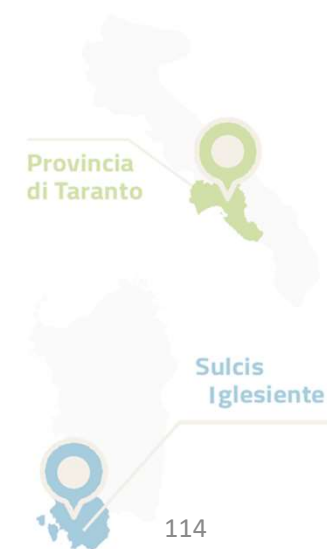 Provincia
di Taranto
Sulcis
Iglesiente
114